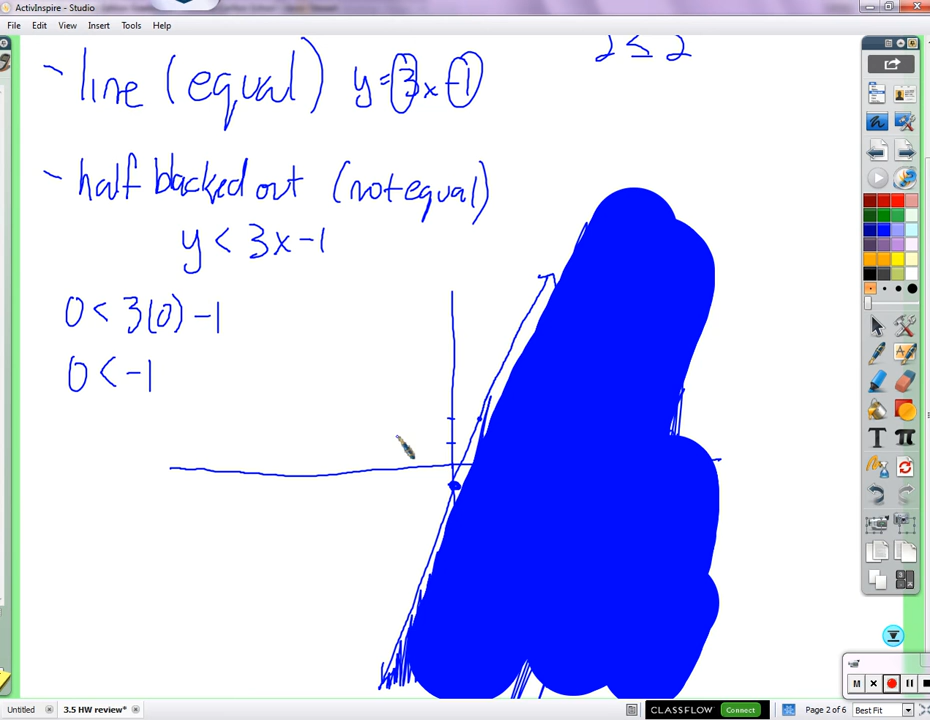 ActivInspire - Studio
File Edit View Insert Tools Help
2 ≤ 2
- line (equal) y=3x-1
- half blacked out (not equal)
y < 3x-1
0 < 3(0) -1
0 < -1
T π
M
Untitled 3.5 HW review* CLASSFLOW Connect Page 2 of 6 Best Fit